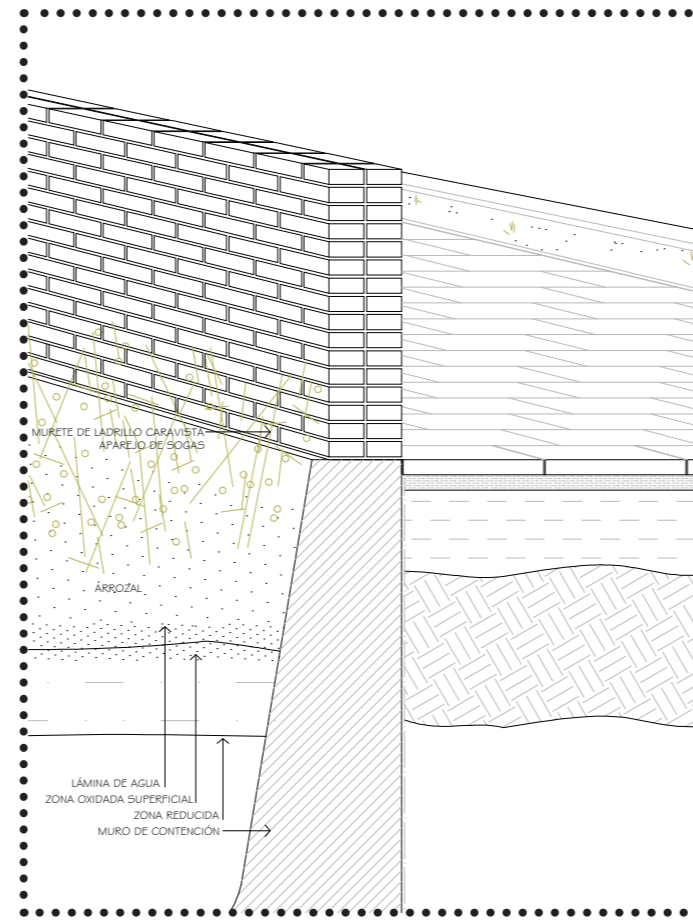 MURETE DE LADRILLO CARAVISTA
APAREJO DE SOGAS
ARROZAL
LÁMINA DE AGUA
ZONA OXIDADA SUPERFICIAL
ZONA REDUCIDA
MURO DE CONTENCIÓN